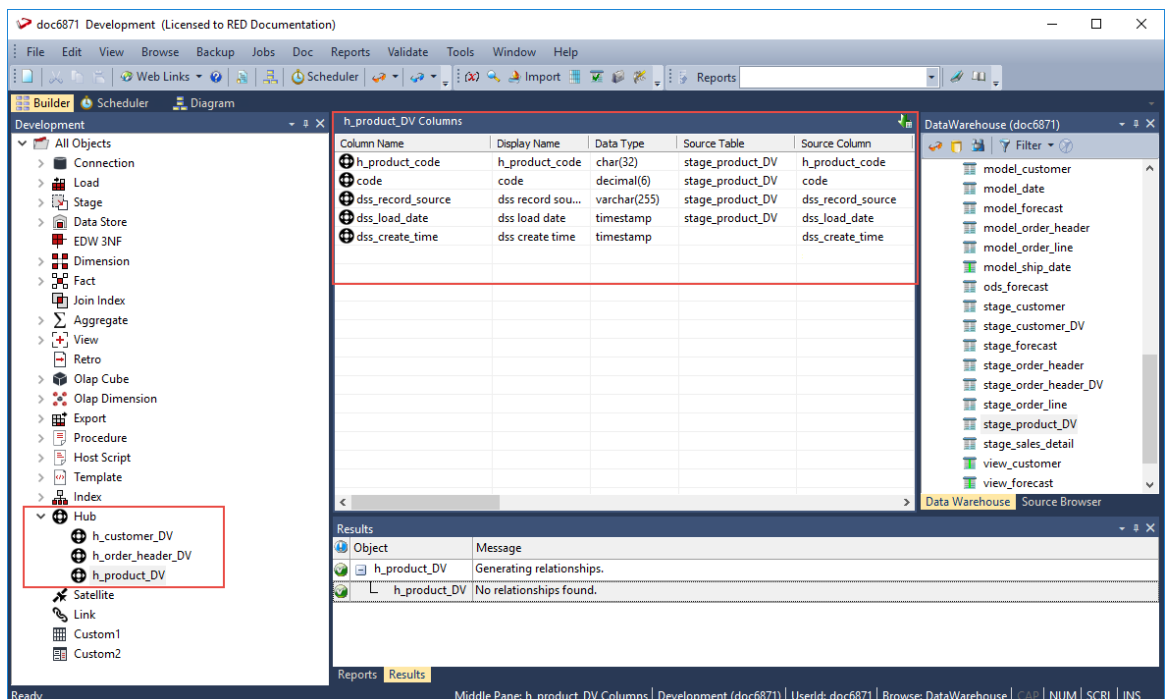 doc6871 Development (Licensed to RED Documentation)
File Edit View Browse Backup Jobs Doc Reports Validate Tools Window Help
Web Links Scheduler (x) Import Reports
Builder Scheduler Diagram
Development
All Objects
Connection
Load
Stage
Data Store
EDW 3NF
Dimension
Fact
Join Index
Aggregate
View
Retro
Olap Cube
Olap Dimension
Export
Procedure
Host Script
Template
Index
Hub
h_customer_DV
h_order_header_DV
h_product_DV
Satellite
Link
Custom1
Custom2
h_product_DV Columns
Column Name Display Name Data Type Source Table Source Column
h_product_code h_product_code char(32) stage_product_DV h_product_code
code code decimal(6) stage_product_DV code
dss_record_source dss record sou... varchar(255) stage_product_DV dss_record_source
dss_load_date dss load date timestamp stage_product_DV dss_load_date
dss_create_time dss create time timestamp dss_create_time
Results
Object Message
h_product_DV Generating relationships.
h_product_DV No relationships found.
Reports Results
DataWarehouse (doc6871)
Filter
model_customer
model_date
model_forecast
model_order_header
model_order_line
model_ship_date
ods_forecast
stage_customer
stage_customer_DV
stage_forecast
stage_order_header
stage_order_header_DV
stage_order_line
stage_product_DV
stage_sales_detail
view_customer
view_forecast
Data Warehouse Source Browser
Ready Middle Pane: h_product_DV Columns Development (doc6871) UserId: doc6871 Browse: DataWarehouse CAP NUM SCRL INS